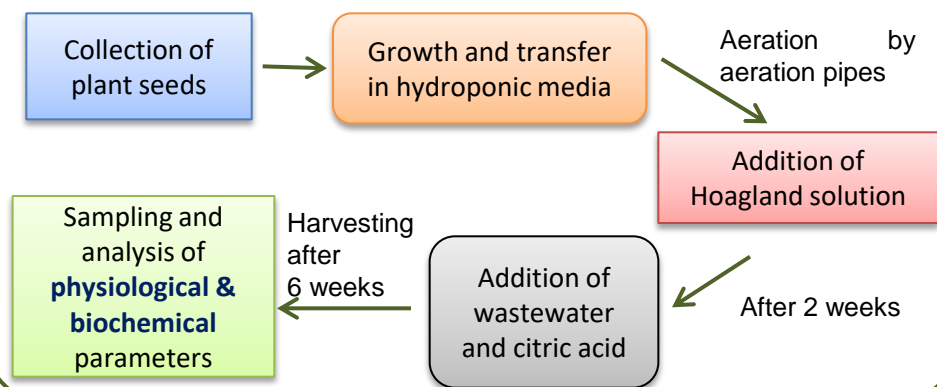 Collection of
plant seeds
Growth and transfer
in hydroponic media
Aeration by
aeration pipes
Addition of
Hoagland solution
After 2 weeks
Addition of
wastewater
and citric acid
Harvesting
after
6 weeks
Sampling and
analysis of
physiological &
biochemical
parameters